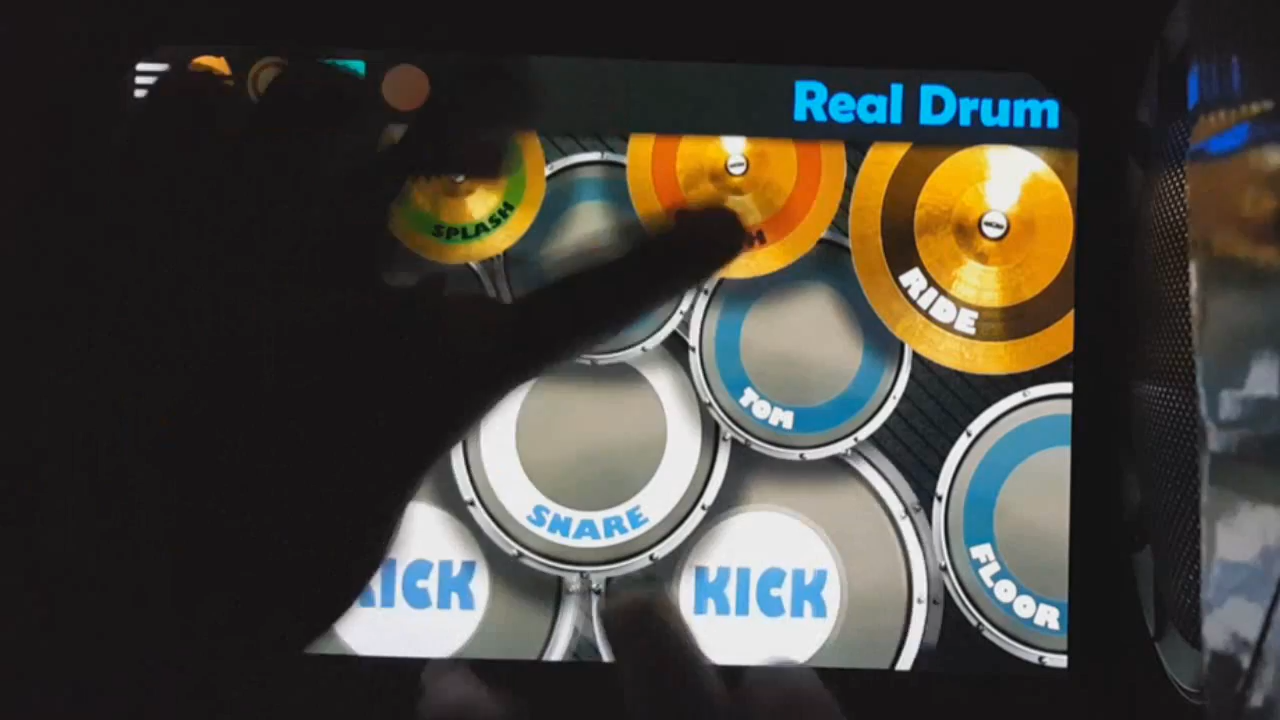 Real Drum
SPLASH
RIDE
TOM
SNARE
KICK
KICK
FLOOR